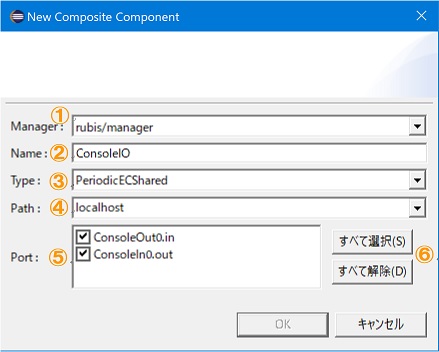 New Composite Component
①
Manager: rubis/manager
Name: ② ConsoleIO
Type: ③ PeriodicECShared
Path: ④ localhost
ConsoleOut0.in すべて選択(S)
Port: ⑤ ConsoleIn0.out ⑥
すべて解除(D)
OK キャンセル